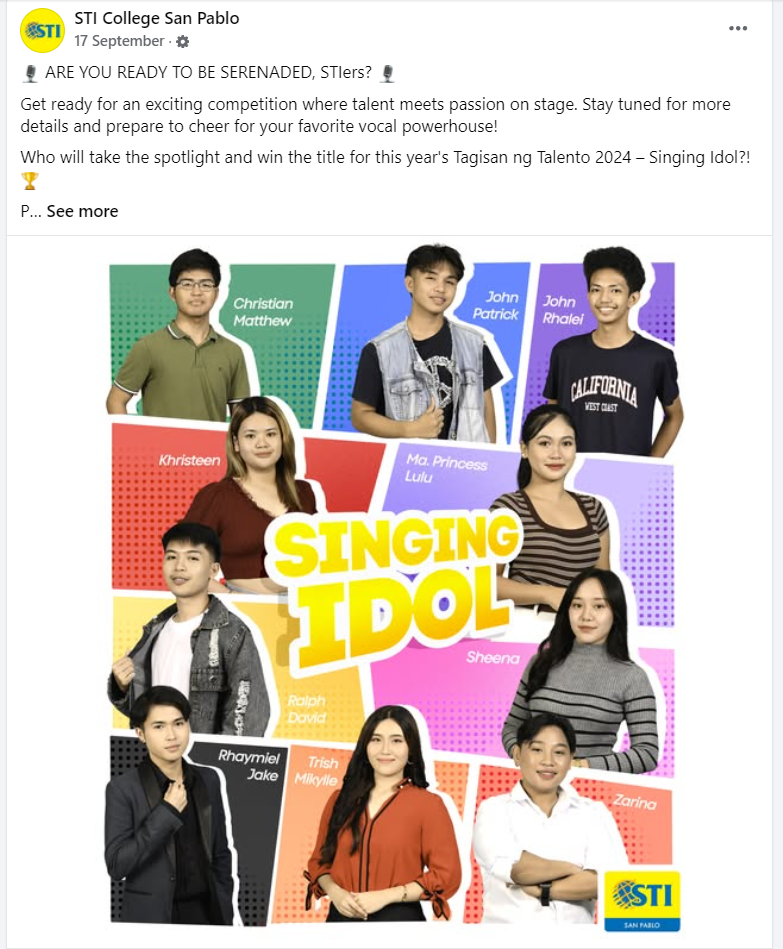 STI
STI College San Pablo
17 September
ARE YOU READY TO BE SERENADED, STIers?
Get ready for an exciting competition where talent meets passion on stage. Stay tuned for more
details and prepare to cheer for your favorite vocal powerhouse!
Who will take the spotlight and win the title for this year's Tagisan ng Talento 2024 – Singing Idol?!
P... See more
Christian
Matthew
John
Patrick
John
Rhalei
CALIFORNIA
WEST COAST
Khristeen
Ma. Princess
Lulu
SINGING
IDOL
Sheena
Ralph
David
Rhaymiel
Jake
Trish
Mikylle
Zarina
STI
SAN PABLO